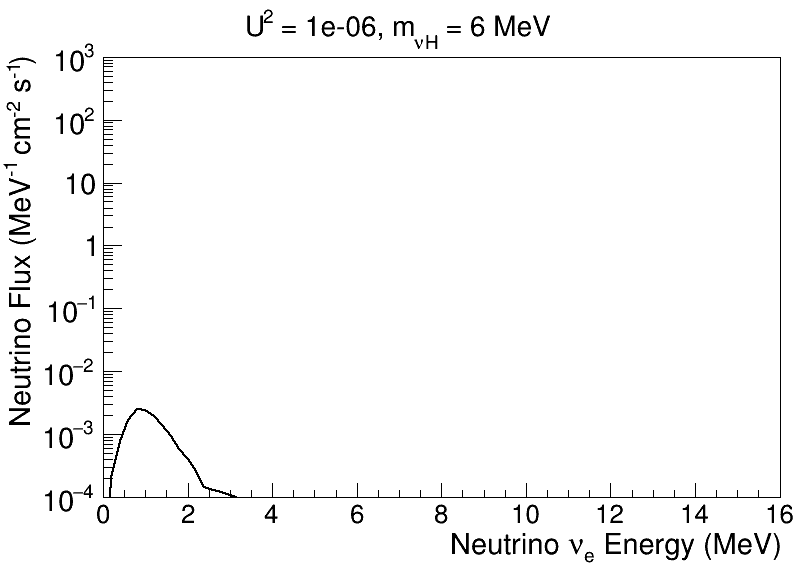 U² = 1e-06, m_νH = 6 MeV
Neutrino Flux (MeV⁻¹ cm⁻² s⁻¹)
10³
10²
10
1
10⁻¹
10⁻²
10⁻³
10⁻⁴
0 2 4 6 8 10 12 14 16
Neutrino νₑ Energy (MeV)